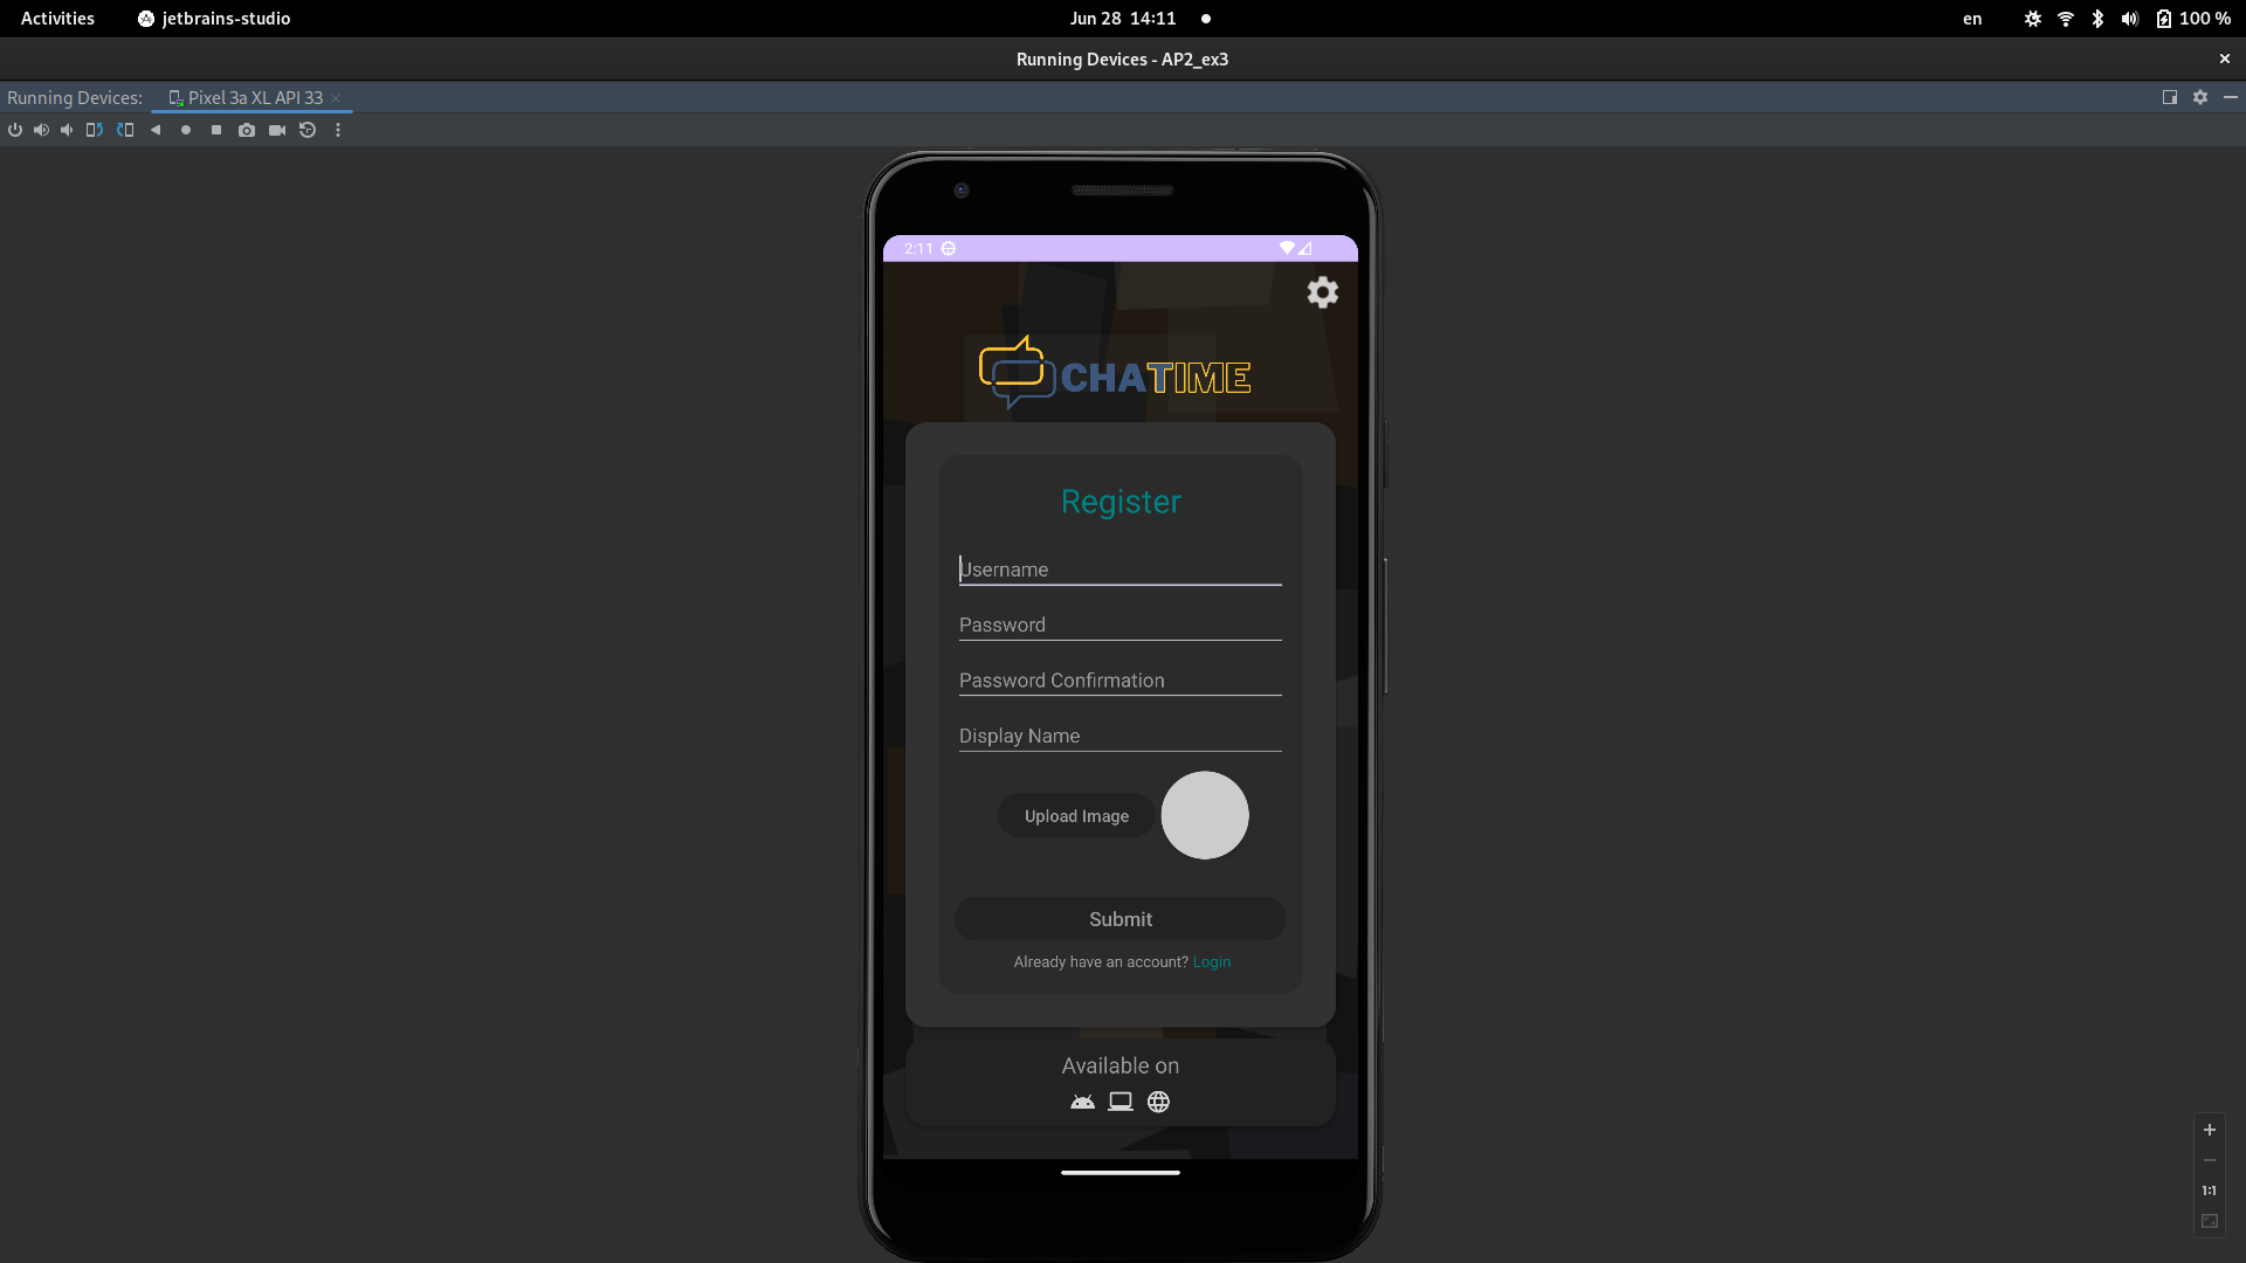 Activities jetbrains-studio Jun 28 14:11 en 100 %
Running Devices - AP2_ex3
Running Devices: Pixel 3a XL API 33
2:11
CHATIME
Register
Username
Password
Password Confirmation
Display Name
Upload Image
Submit
Already have an account? Login
Available on
1:1